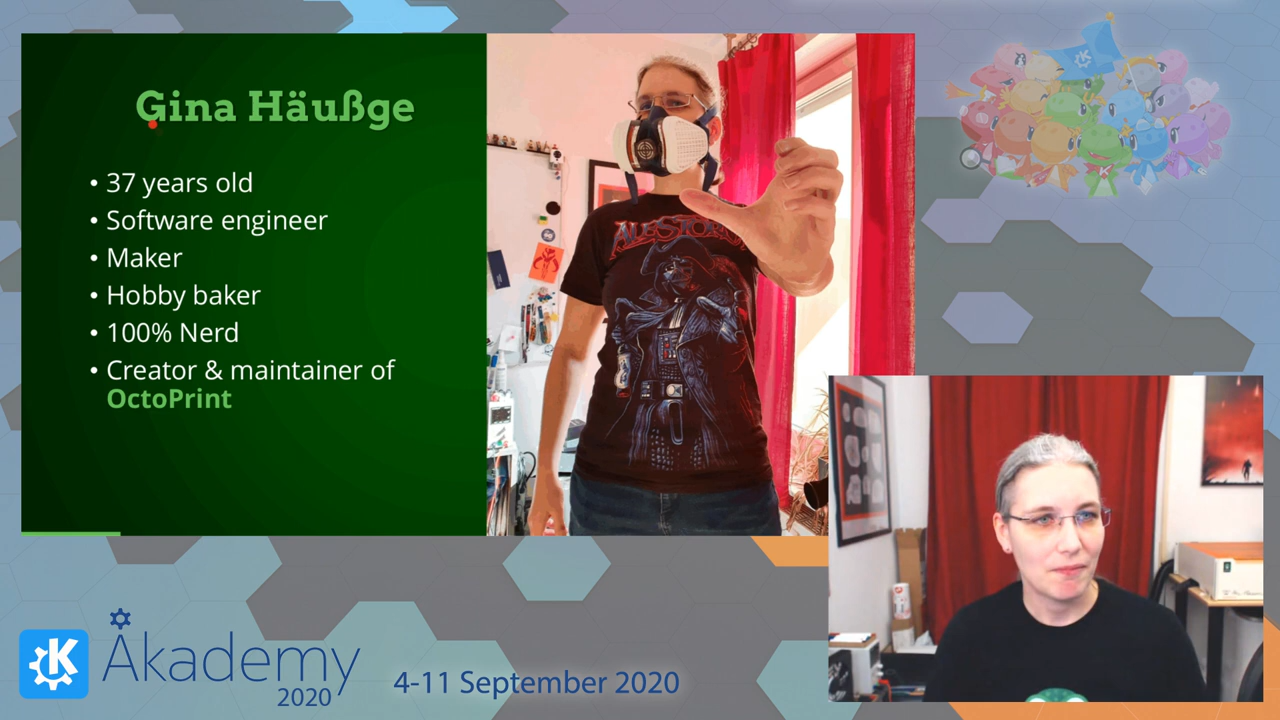 Gina Häußge
• 37 years old
• Software engineer
• Maker
• Hobby baker
• 100% Nerd
• Creator & maintainer of
OctoPrint
ALESTORM
K
Akademy
2020
4-11 September 2020